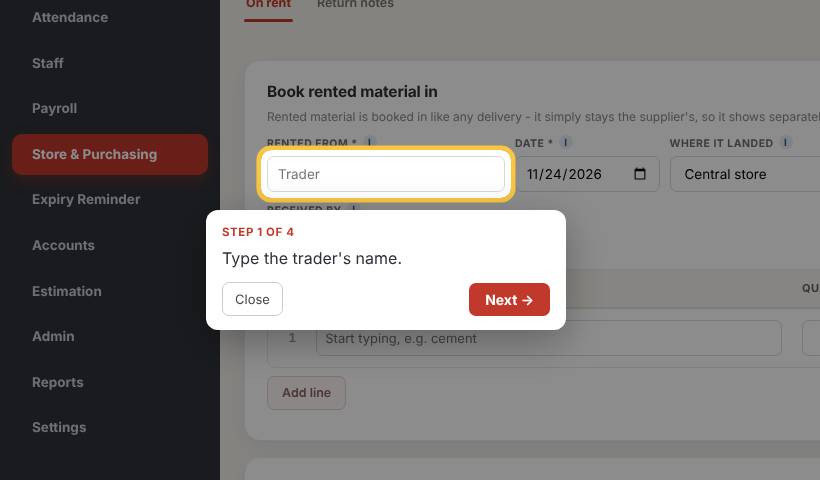 Attendance
Staff
Payroll
Store & Purchasing
Expiry Reminder
Accounts
Estimation
Admin
Reports
Settings
On rent Return notes
Book rented material in
Rented material is booked in like any delivery - it simply stays the supplier's, so it shows
RENTED FROM * i DATE * i WHERE IT LANDED i
Trader 11/24/2026 Central store
RECEIVED BY i
STEP 1 OF 4
Type the trader's name.
Close Next →
1 Start typing, e.g. cement
Add line